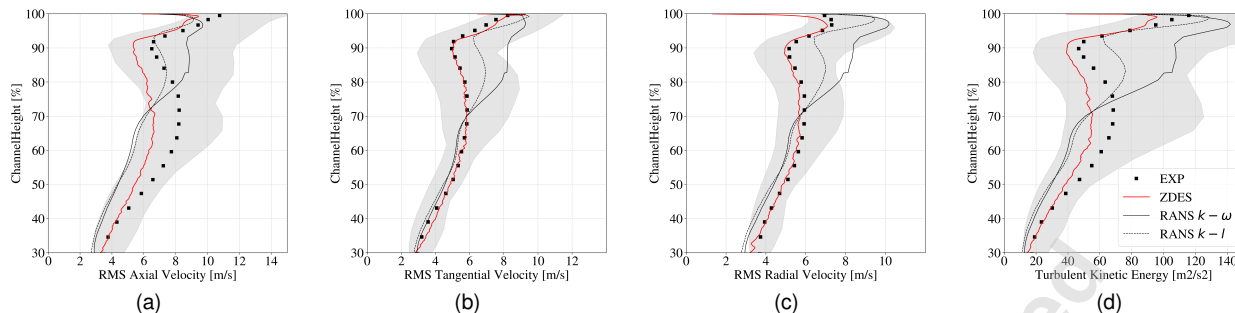 100
90
80
70
60
50
40
30
ChannelHeight [%]
0 2 4 6 8 10 12 14
RMS Axial Velocity [m/s]
(a)
100
90
80
70
60
50
40
30
ChannelHeight [%]
0 2 4 6 8 10 12
RMS Tangential Velocity [m/s]
(b)
100
90
80
70
60
50
40
30
ChannelHeight [%]
0 2 4 6 8 10
RMS Radial Velocity [m/s]
(c)
100
90
80
70
60
50
40
30
ChannelHeight [%]
EXP
ZDES
RANS k − ω
RANS k − l
0 20 40 60 80 100 120 140
Turbulent Kinetic Energy [m2/s2]
(d)
ed